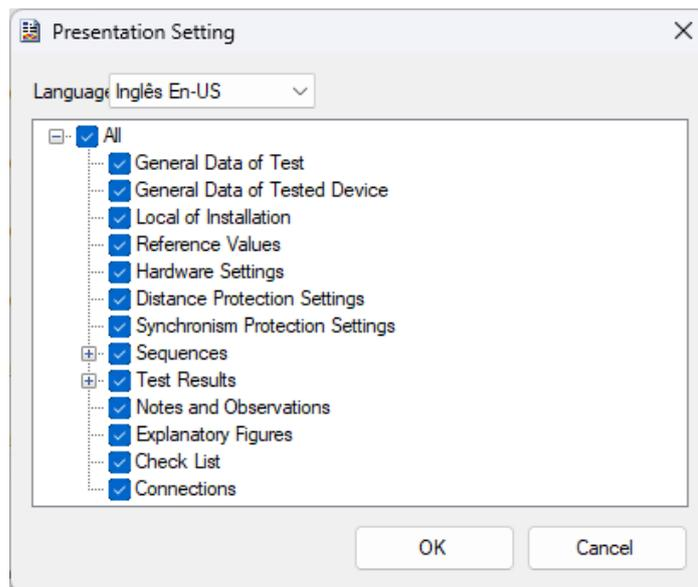 Presentation Setting
Language Inglês En-US
All
General Data of Test
General Data of Tested Device
Local of Installation
Reference Values
Hardware Settings
Distance Protection Settings
Synchronism Protection Settings
Sequences
Test Results
Notes and Observations
Explanatory Figures
Check List
Connections
OK Cancel